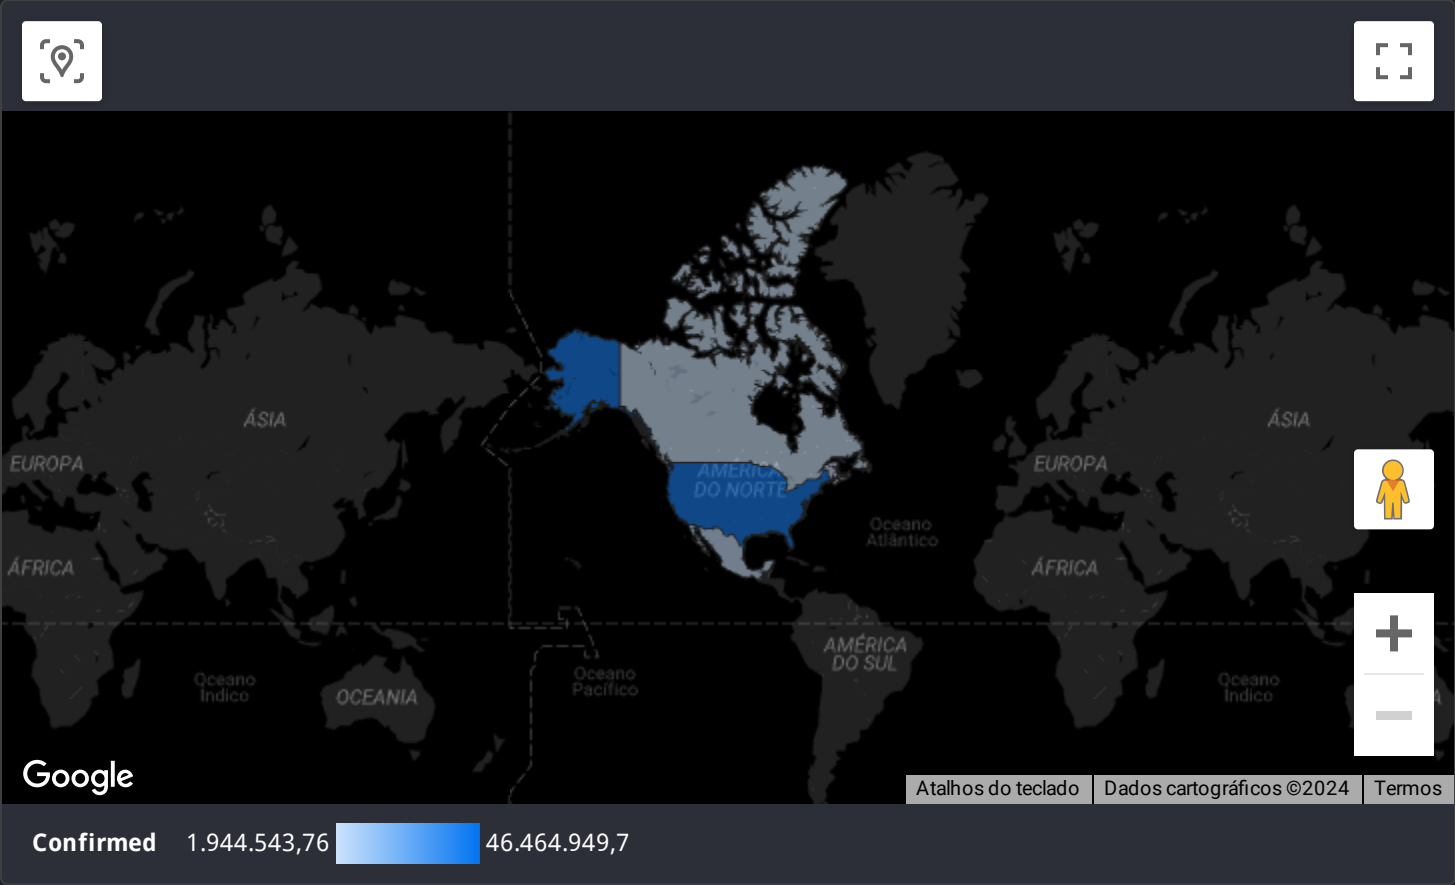 ÁSIA
ÁSIA
EUROPA
EUROPA
AMÉRICA
DO NORTE
Oceano
Atlântico
ÁFRICA
ÁFRICA
AMÉRICA
DO SUL
Oceano
Pacífico
Oceano
Índico
Oceano
Índico
OCEANIA
A
Google
Atalhos do teclado
Dados cartográficos ©2024
Termos
Confirmed 1.944.543,76 46.464.949,7